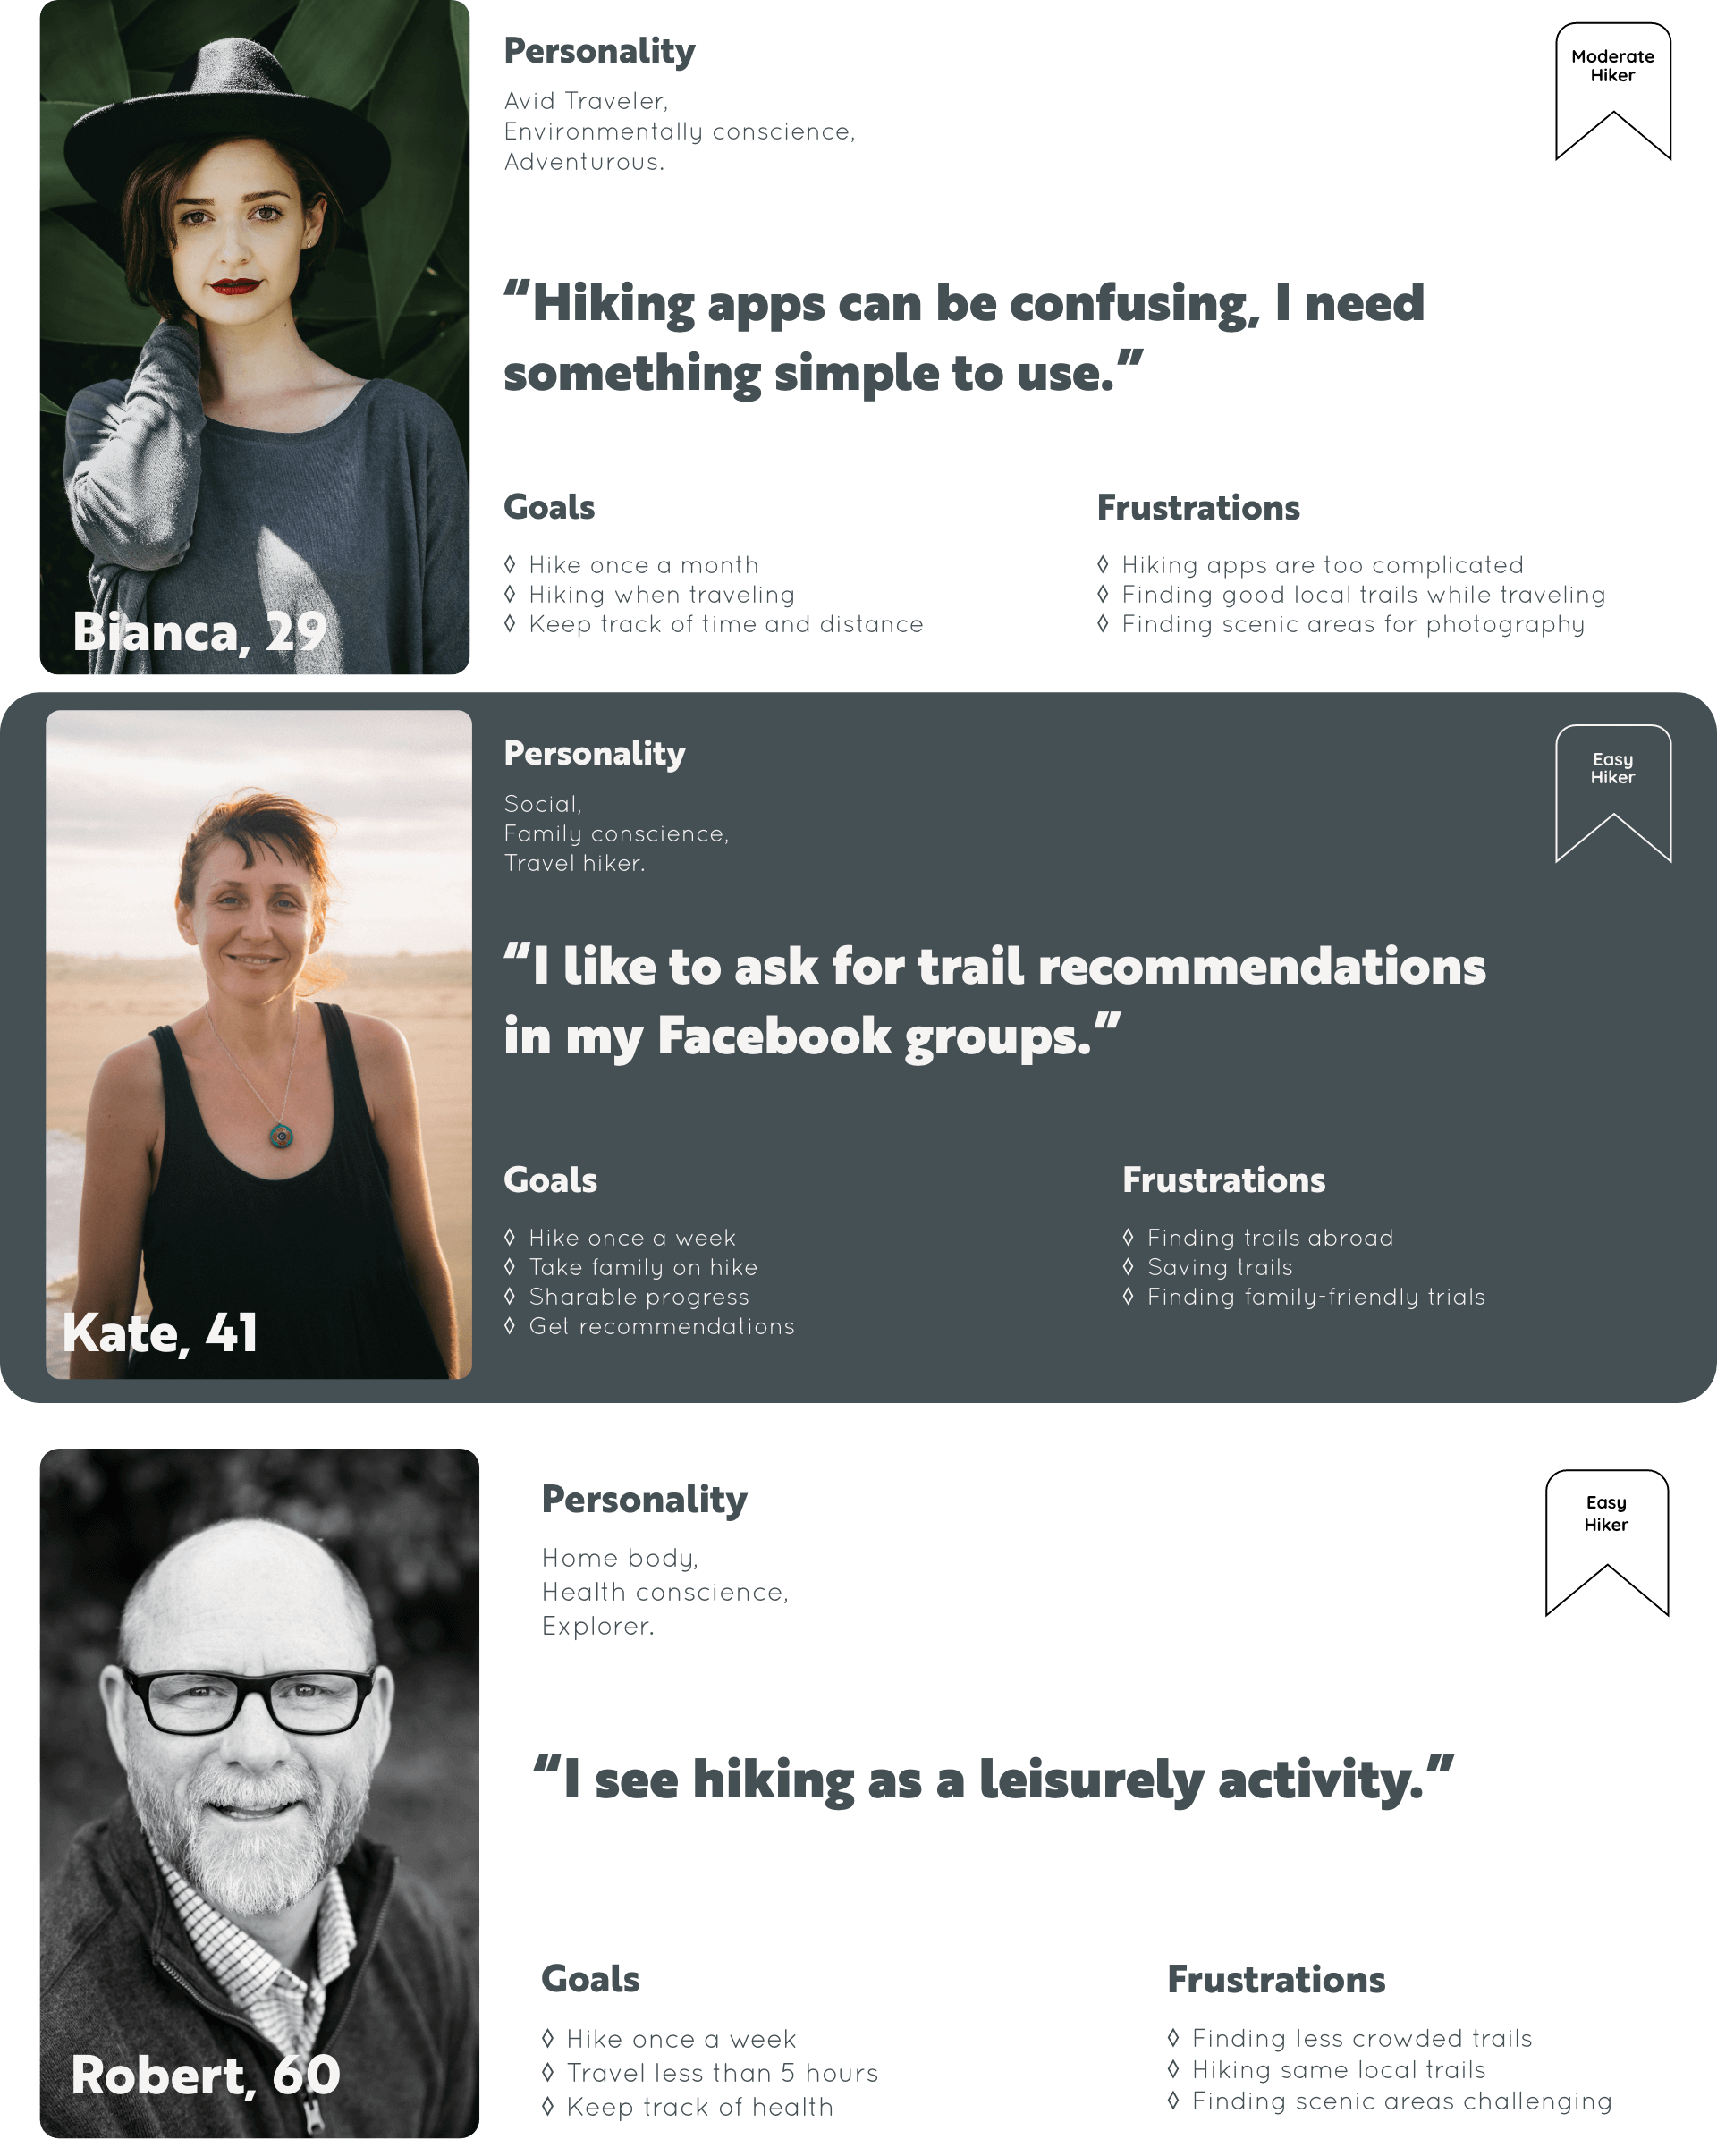 Personality
Avid Traveler,
Environmentally conscience,
Adventurous.
Moderate
Hiker
“Hiking apps can be confusing, I need
something simple to use.”
Goals
◊ Hike once a month
◊ Hiking when traveling
◊ Keep track of time and distance
Frustrations
◊ Hiking apps are too complicated
◊ Finding good local trails while traveling
◊ Finding scenic areas for photography
Bianca, 29
Personality
Social,
Family conscience,
Travel hiker.
Easy
Hiker
“I like to ask for trail recommendations
in my Facebook groups.”
Goals
◊ Hike once a week
◊ Take family on hike
◊ Sharable progress
◊ Get recommendations
Frustrations
◊ Finding trails abroad
◊ Saving trails
◊ Finding family-friendly trials
Kate, 41
Personality
Home body,
Health conscience,
Explorer.
Easy
Hiker
“I see hiking as a leisurely activity.”
Goals
◊ Hike once a week
◊ Travel less than 5 hours
◊ Keep track of health
Frustrations
◊ Finding less crowded trails
◊ Hiking same local trails
◊ Finding scenic areas challenging
Robert, 60